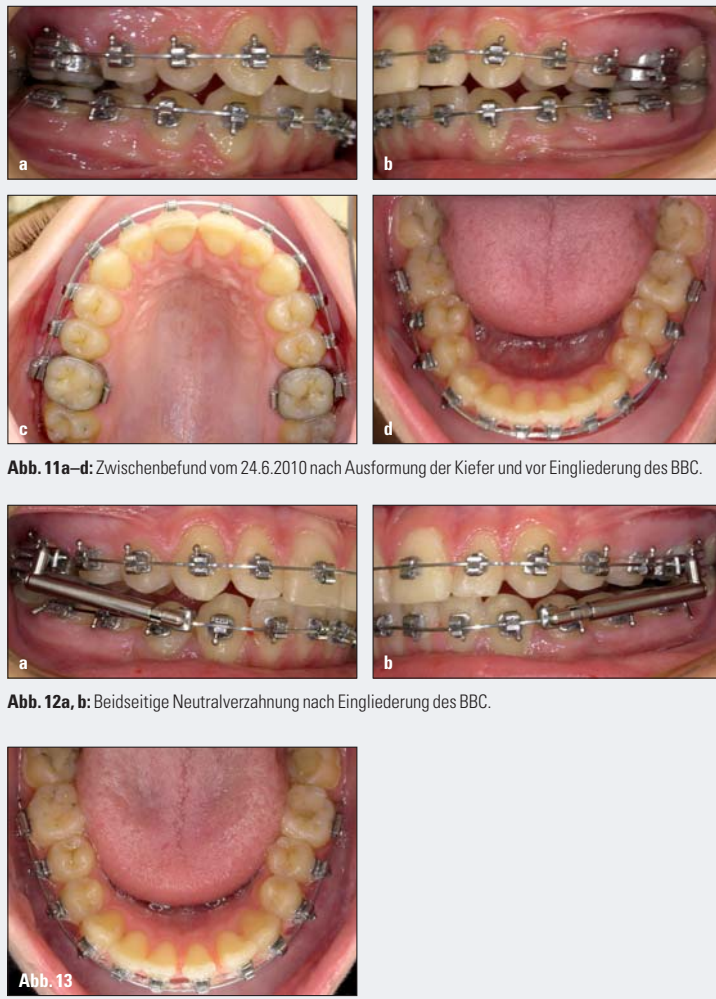 a
b
c
d
Abb. 11a–d: Zwischenbefund vom 24.6.2010 nach Ausformung der Kiefer und vor Eingliederung des BBC.
a
b
Abb. 12a, b: Beidseitige Neutralverzahnung nach Eingliederung des BBC.
Abb. 13